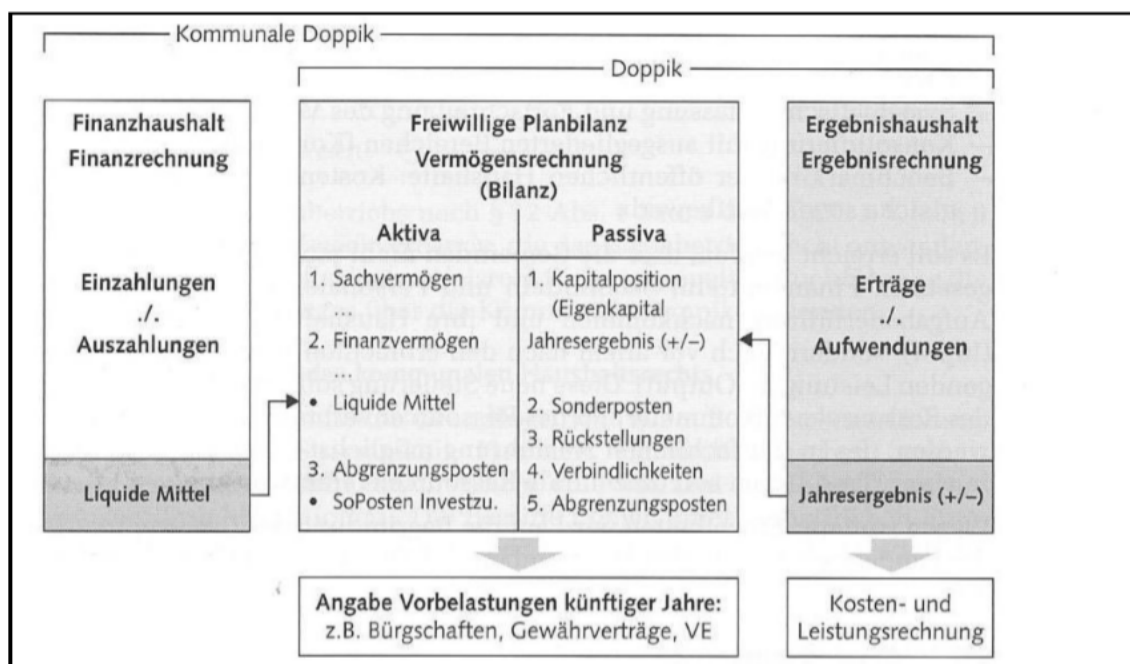 Kommunale Doppik
Doppik
Finanzhaushalt
Finanzrechnung
Einzahlungen
./.
Auszahlungen
Liquide Mittel
Freiwillige Planbilanz
Vermögensrechnung
(Bilanz)
Aktiva
1. Sachvermögen
...
2. Finanzvermögen
...
• Liquide Mittel
3. Abgrenzungsposten
• SoPosten Investzu.
Passiva
1. Kapitalposition
(Eigenkapital
Jahresergebnis (+/–)
2. Sonderposten
3. Rückstellungen
4. Verbindlichkeiten
5. Abgrenzungsposten
Ergebnishaushalt
Ergebnisrechnung
Erträge
./.
Aufwendungen
Jahresergebnis (+/–)
Angabe Vorbelastungen künftiger Jahre:
z.B. Bürgschaften, Gewährverträge, VE
Kosten- und
Leistungsrechnung